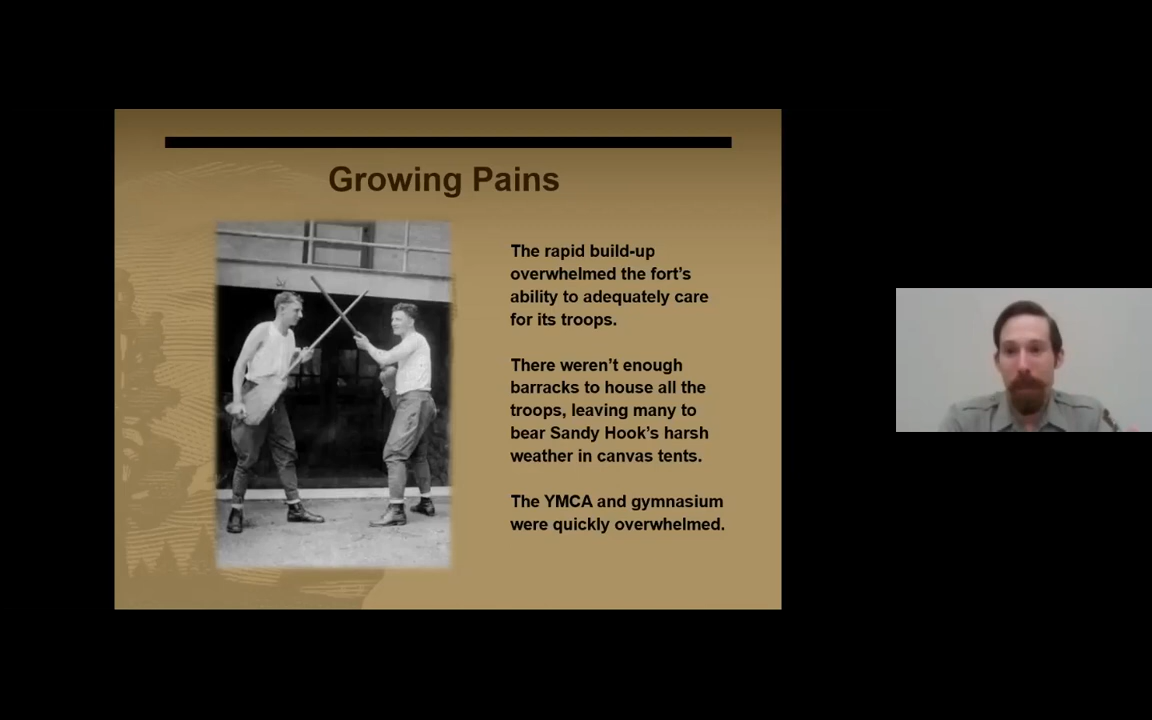 Growing Pains
The rapid build-up
overwhelmed the fort's
ability to adequately care
for its troops.
There weren't enough
barracks to house all the
troops, leaving many to
bear Sandy Hook's harsh
weather in canvas tents.
The YMCA and gymnasium
were quickly overwhelmed.